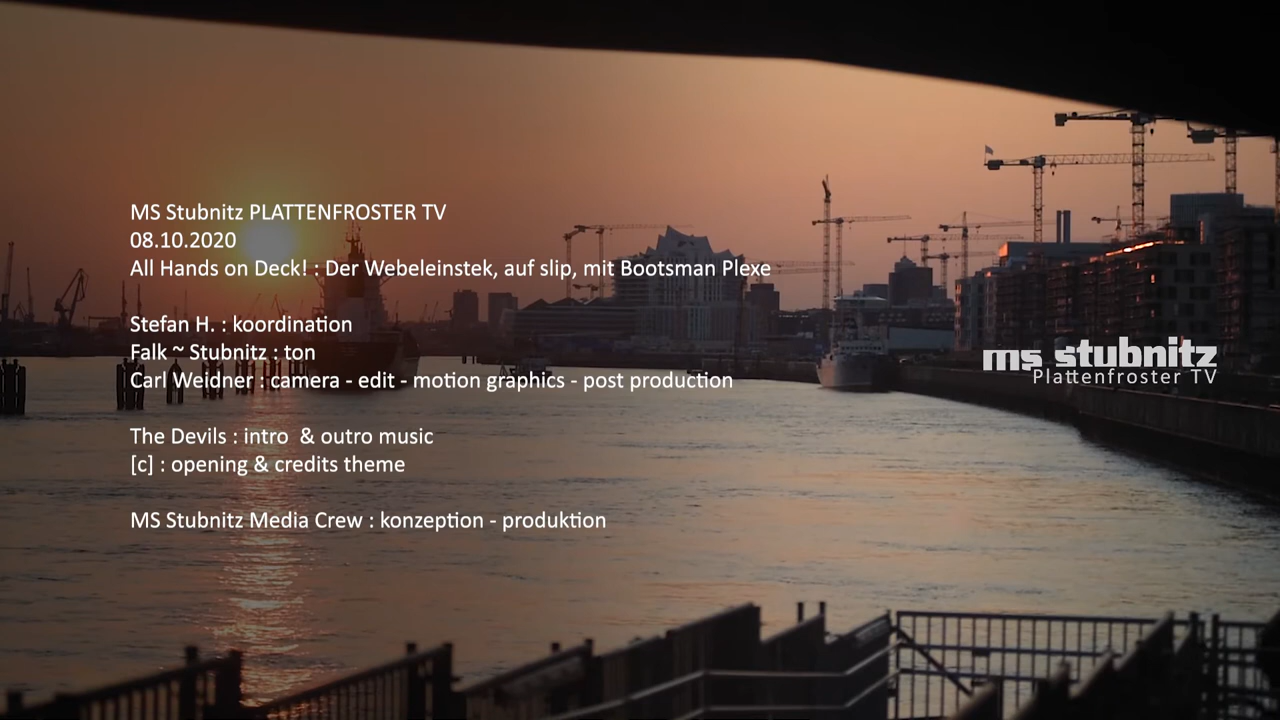 MS Stubnitz PLATTENFROSTER TV
08.10.2020
All Hands on Deck! : Der Webeleinstek, auf slip, mit Bootsman Plexe
Stefan H. : koordination
Falk ~ Stubnitz : ton
Carl Weidner : camera - edit - motion graphics - post production
The Devils : intro & outro music
[c] : opening & credits theme
MS Stubnitz Media Crew : konzeption - produktion
ms stubnitz
Plattenfroster TV